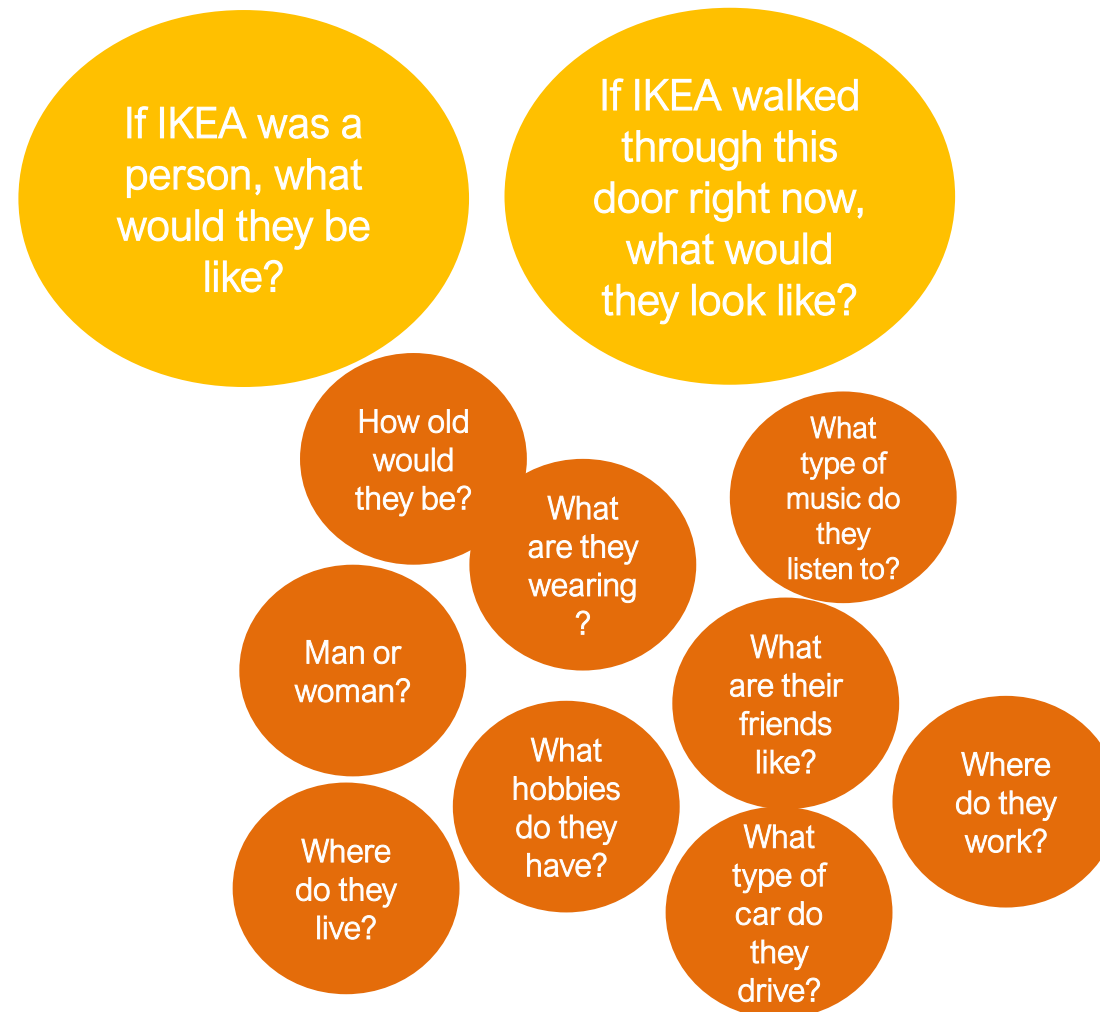 If IKEA was a
person, what
would they be
like?
If IKEA walked
through this
door right now,
what would
they look like?
How old
would
they be?
What
are they
wearing
?
What
type of
music do
they
listen to?
Man or
woman?
What
are their
friends
like?
What
hobbies
do they
have?
Where
do they
work?
Where
do they
live?
What
type of
car do
they
drive?